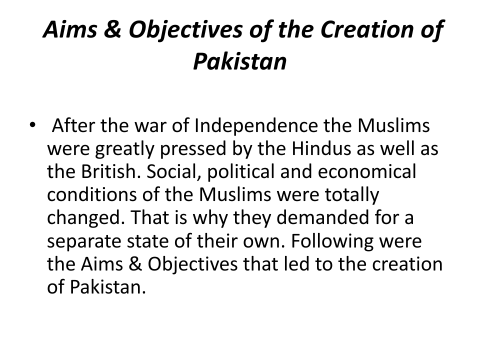 Aims & Objectives of the Creation of
Pakistan
• After the war of Independence the Muslims
were greatly pressed by the Hindus as well as
the British. Social, political and economical
conditions of the Muslims were totally
changed. That is why they demanded for a
separate state of their own. Following were
the Aims & Objectives that led to the creation
of Pakistan.